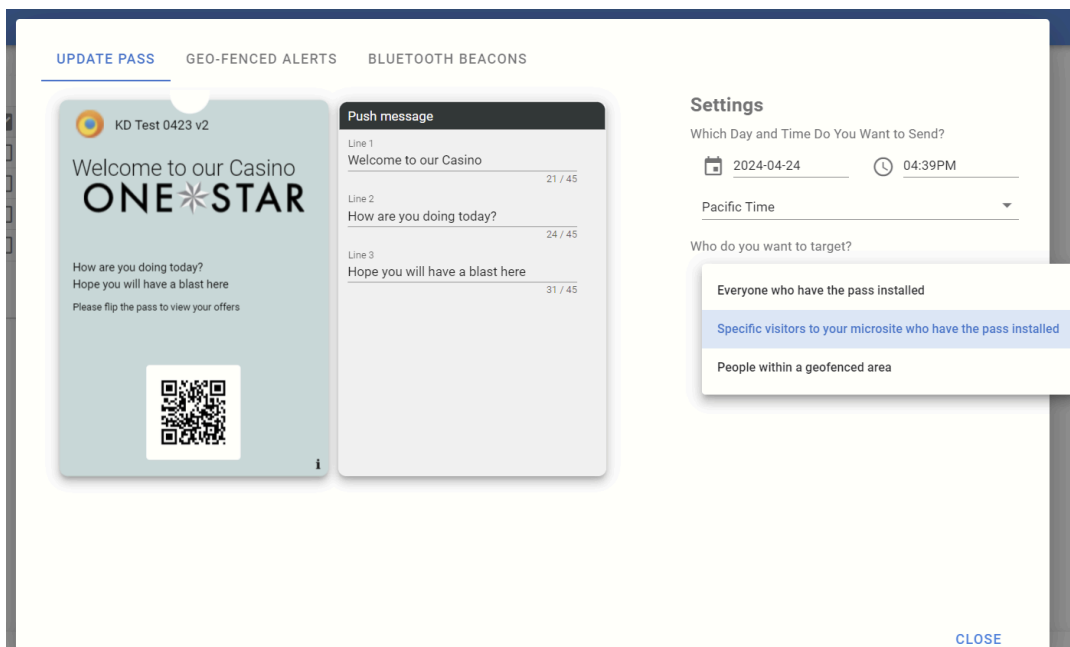 UPDATE PASS GEO-FENCED ALERTS BLUETOOTH BEACONS
KD Test 0423 v2
Welcome to our Casino
ONE STAR
How are you doing today?
Hope you will have a blast here
Please flip the pass to view your offers
i
Push message
Line 1
Welcome to our Casino
21 / 45
Line 2
How are you doing today?
24 / 45
Line 3
Hope you will have a blast here
31 / 45
Settings
Which Day and Time Do You Want to Send?
2024-04-24 04:39PM
Pacific Time
Who do you want to target?
Everyone who have the pass installed
Specific visitors to your microsite who have the pass installed
People within a geofenced area
CLOSE